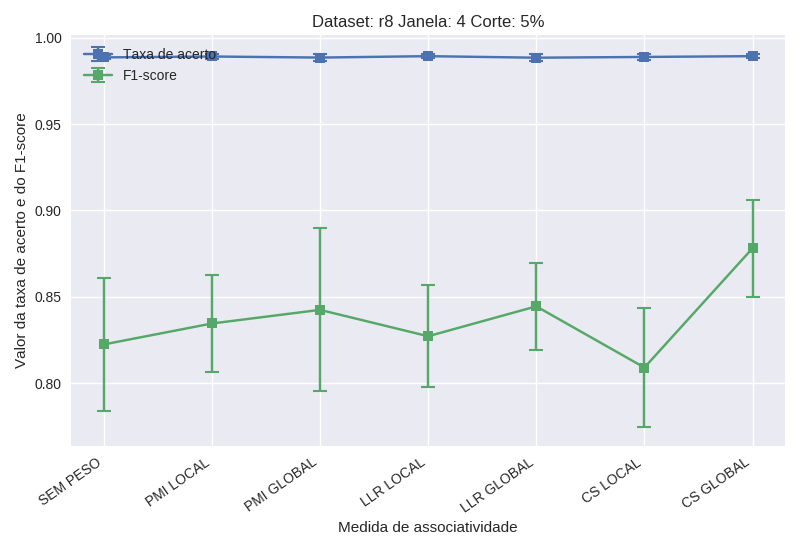 Dataset: r8 Janela: 4 Corte: 5%
Valor da taxa de acerto e do F1-score
1.00
0.95
0.90
0.85
0.80
Taxa de acerto
F1-score
SEM PESO
PMI LOCAL
PMI GLOBAL
LLR LOCAL
LLR GLOBAL
CS LOCAL
CS GLOBAL
Medida de associatividade